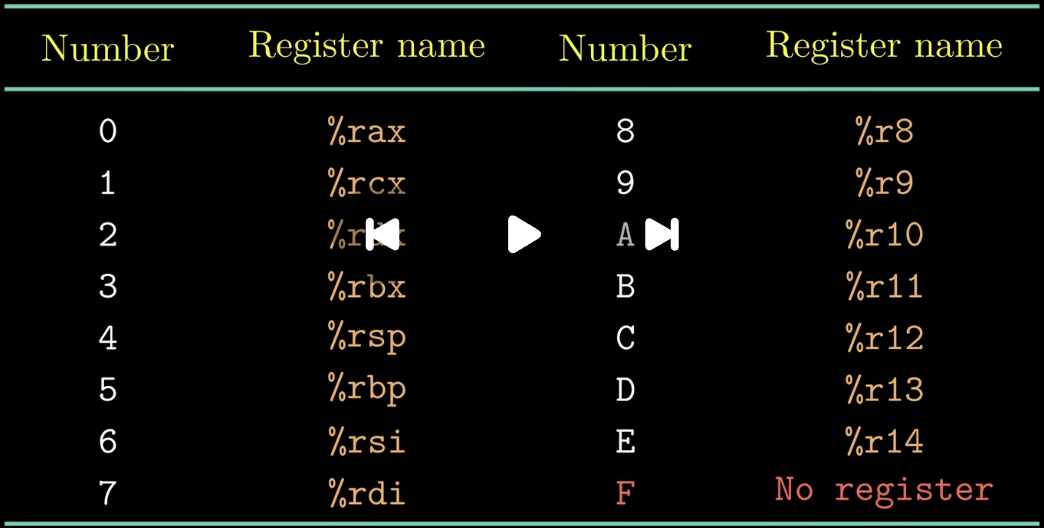 Number Register name Number Register name
0 %rax 8 %r8
1 %rcx 9 %r9
2 A %r10
3 %rbx B %r11
4 %rsp C %r12
5 %rbp D %r13
6 %rsi E %r14
7 %rdi F No register